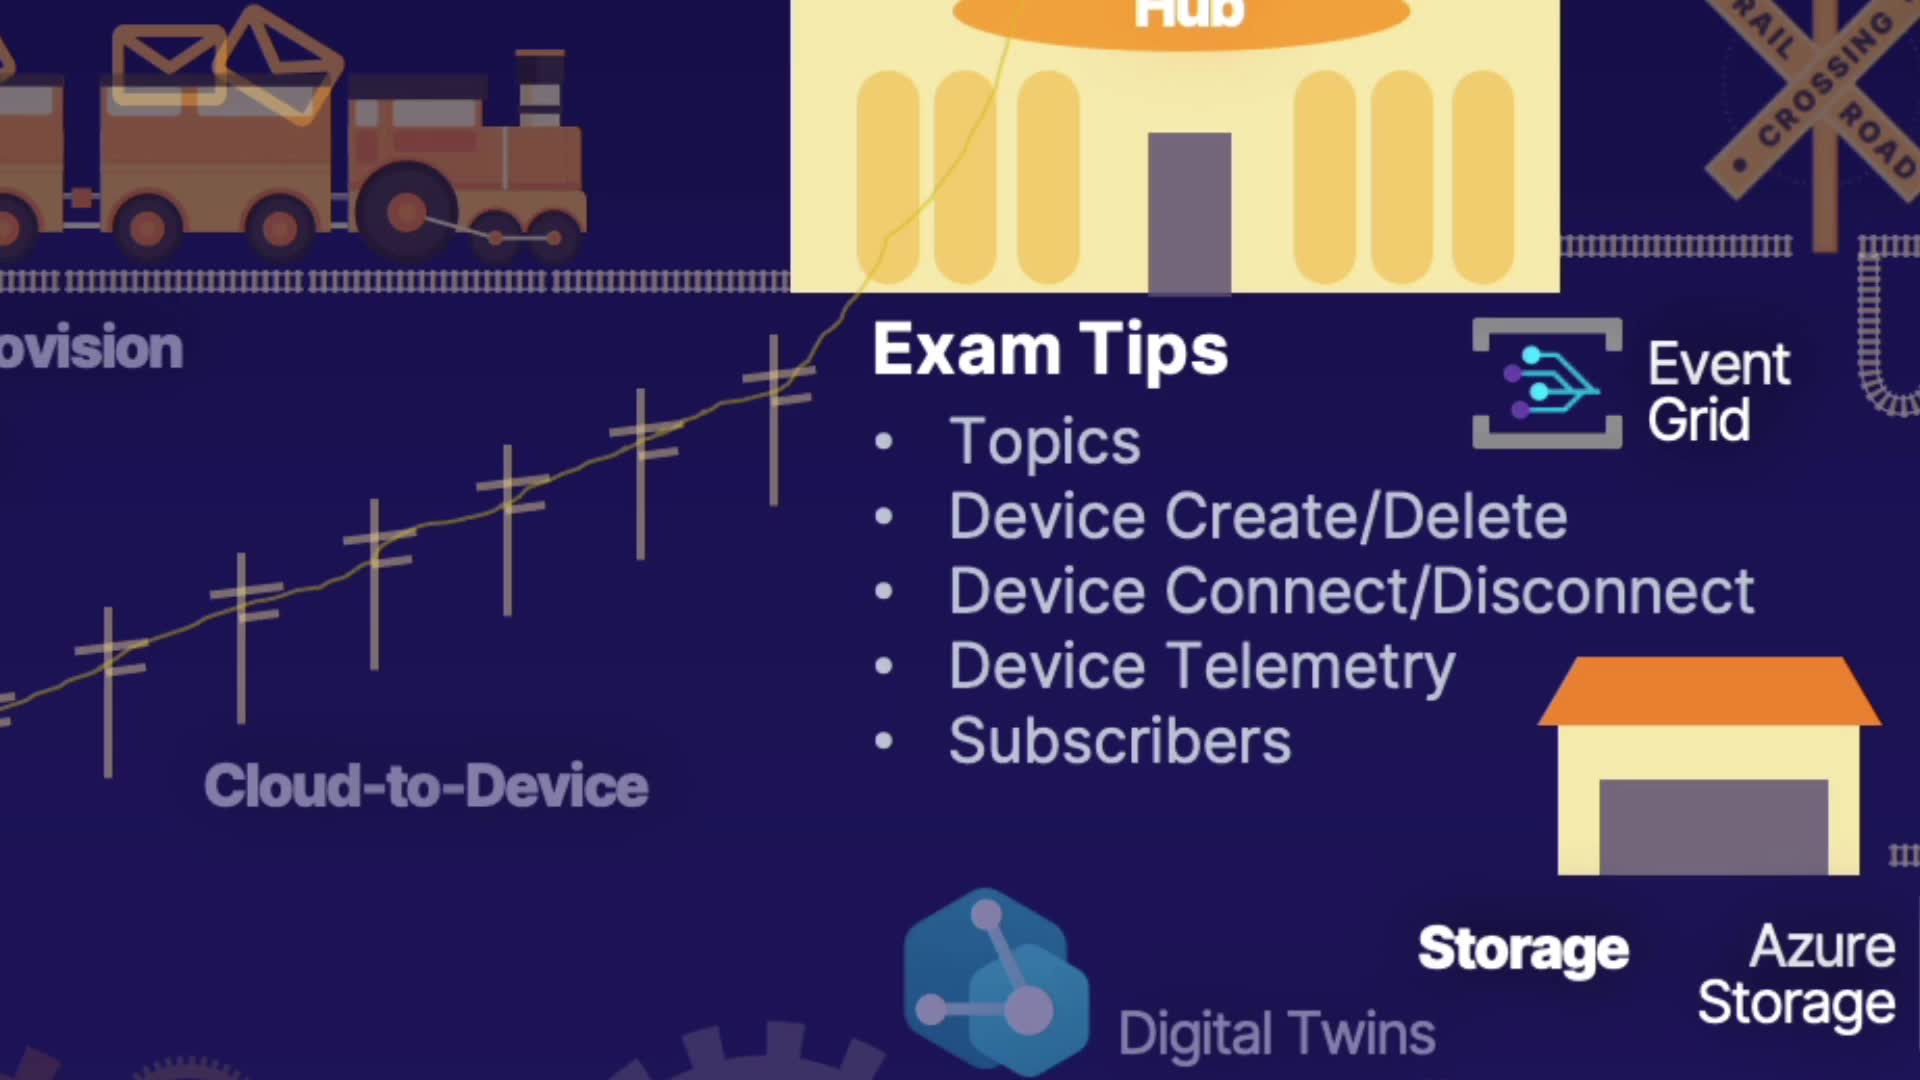 Hub
RAIL
CROSSING
ROAD
ovision
Exam Tips
• Topics
• Device Create/Delete
• Device Connect/Disconnect
• Device Telemetry
• Subscribers
Event
Grid
Cloud-to-Device
Storage
Azure
Storage
Digital Twins